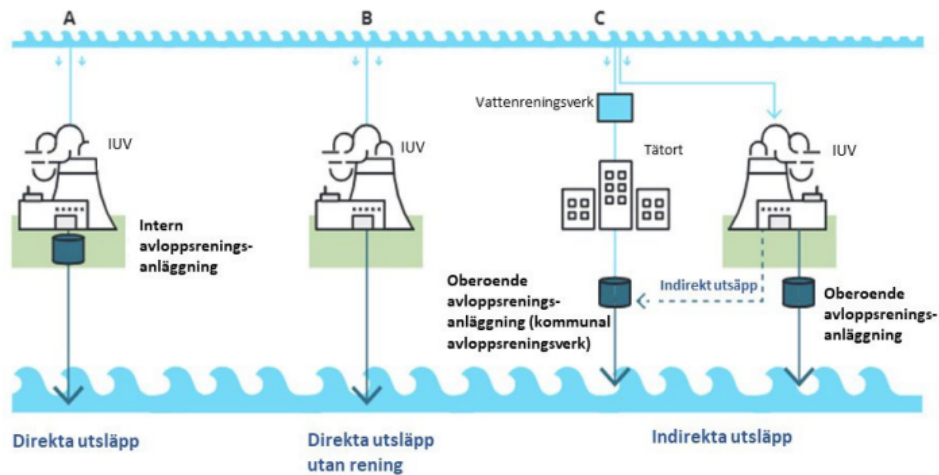 A
B
C
Vattenreningsverk
IUV
IUV
Tätort
IUV
Intern
avloppsrenings-
anläggning
Oberoende
avloppsrenings-
anläggning (kommunal
avloppsreningsverk)
Indirekt utsäpp
Oberoende
avloppsrenings-
anläggning
Direkta utsläpp
Direkta utsläpp
utan rening
Indirekta utsläpp